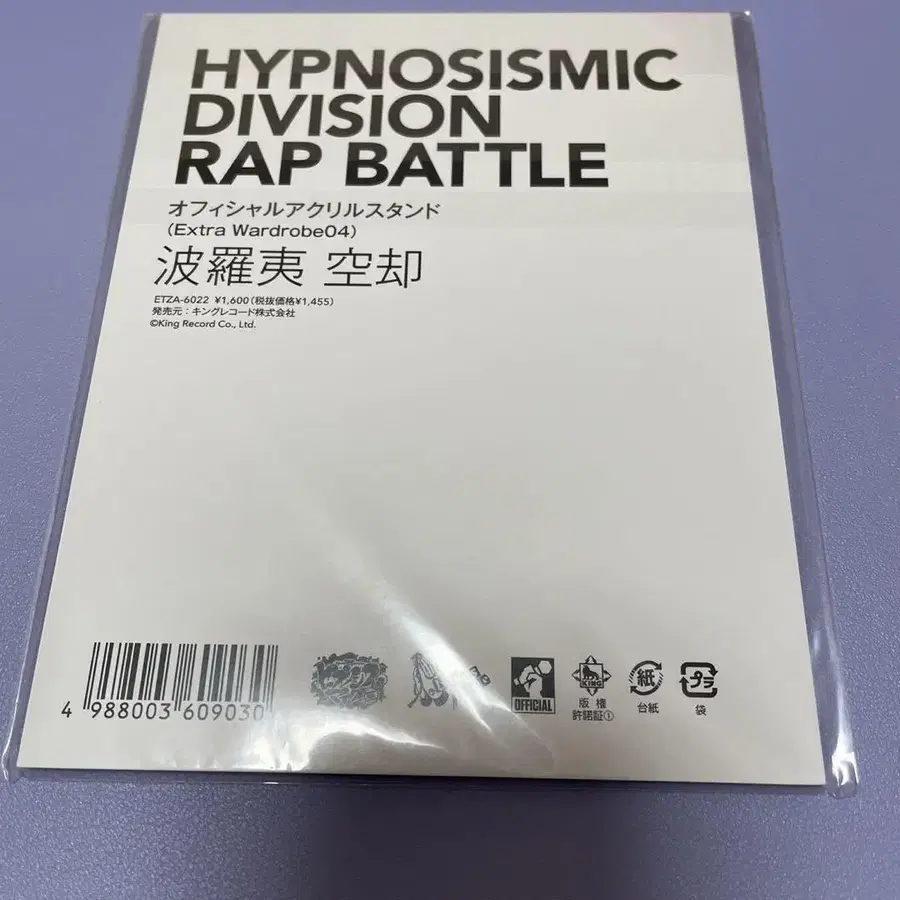 HYPNOSISMIC
DIVISION
RAP BATTLE
オフィシャルアクリルスタンド
(Extra Wardrobe04)
波羅夷 空却
ETZA-6022 ¥1,600(税抜価格¥1,455)
発売元:キングレコード株式会社
©King Record Co., Ltd.
4 988003 609030
OFFICIAL
KING
版権
許諾証①
紙
台紙
プラ
袋